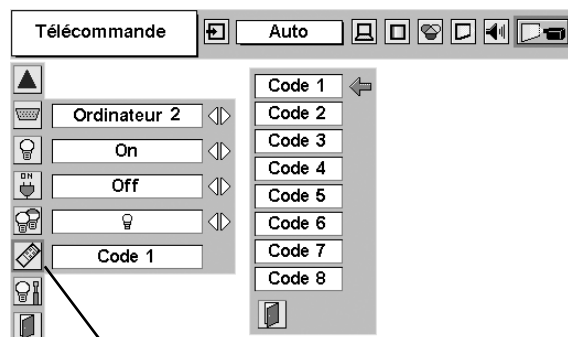 Télécommande
Auto
Ordinateur 2
On
ON
Off
Code 1
Code 1
Code 2
Code 3
Code 4
Code 5
Code 6
Code 7
Code 8